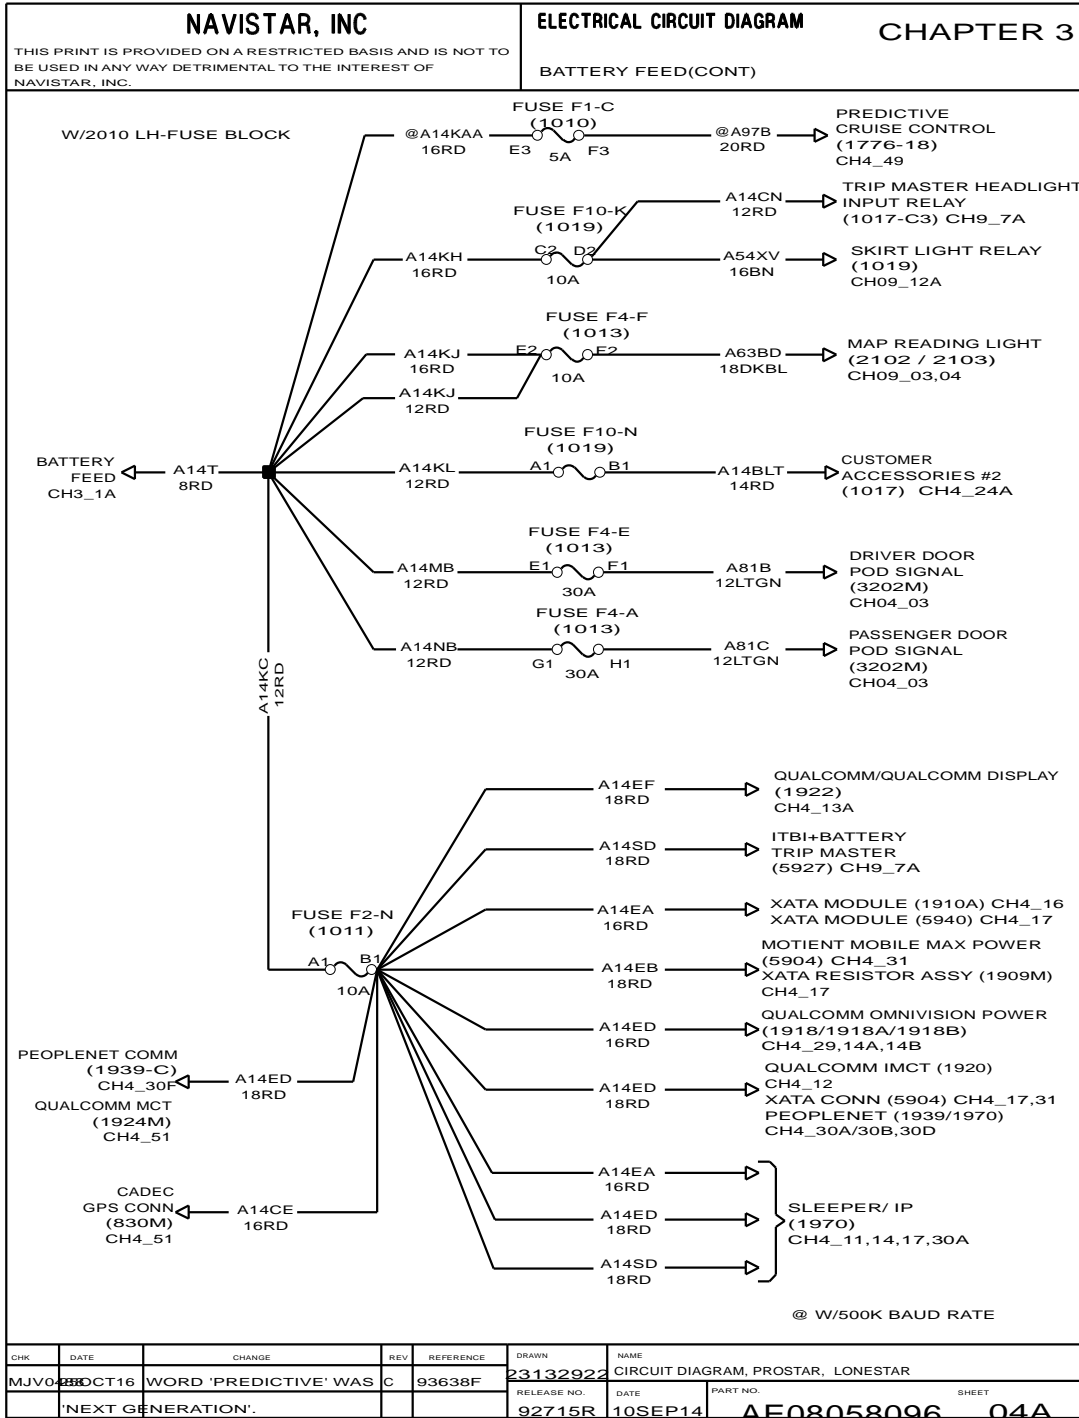 NAVISTAR, INC
THIS PRINT IS PROVIDED ON A RESTRICTED BASIS AND IS NOT TO
BE USED IN ANY WAY DETRIMENTAL TO THE INTEREST OF
NAVISTAR, INC.
ELECTRICAL CIRCUIT DIAGRAM
CHAPTER 3
BATTERY FEED(CONT)
W/2010 LH-FUSE BLOCK
@A14KAA
16RD
FUSE F1-C
(1010)
E3
5A
F3
@A97B
20RD
PREDICTIVE
CRUISE CONTROL
(1776-18)
CH4_49
A14CN
12RD
TRIP MASTER HEADLIGHT
INPUT RELAY
(1017-C3) CH9_7A
A14KH
16RD
FUSE F10-K
(1019)
C2
D2
10A
A54XV
16BN
SKIRT LIGHT RELAY
(1019)
CH09_12A
A14KJ
16RD
A14KJ
12RD
FUSE F4-F
(1013)
E2
F2
10A
A63BD
18DKBL
MAP READING LIGHT
(2102 / 2103)
CH09_03,04
BATTERY
FEED
CH3_1A
A14T
8RD
A14KL
12RD
FUSE F10-N
(1019)
A1
B1
A14BLT
14RD
CUSTOMER
ACCESSORIES #2
(1017) CH4_24A
A14MB
12RD
FUSE F4-E
(1013)
E1
F1
30A
A81B
12LTGN
DRIVER DOOR
POD SIGNAL
(3202M)
CH04_03
A14NB
12RD
FUSE F4-A
(1013)
G1
H1
30A
A81C
12LTGN
PASSENGER DOOR
POD SIGNAL
(3202M)
CH04_03
A14KC
12RD
A14EF
18RD
QUALCOMM/QUALCOMM DISPLAY
(1922)
CH4_13A
A14SD
18RD
ITBI+BATTERY
TRIP MASTER
(5927) CH9_7A
FUSE F2-N
(1011)
A1
B1
10A
A14EA
16RD
XATA MODULE (1910A) CH4_16
XATA MODULE (5940) CH4_17
A14EB
18RD
MOTIENT MOBILE MAX POWER
(5904) CH4_31
XATA RESISTOR ASSY (1909M)
CH4_17
A14ED
16RD
QUALCOMM OMNIVISION POWER
(1918/1918A/1918B)
CH4_29,14A,14B
PEOPLENET COMM
(1939-C)
CH4_30F
QUALCOMM MCT
(1924M)
CH4_51
A14ED
18RD
A14ED
18RD
QUALCOMM IMCT (1920)
CH4_12
XATA CONN (5904) CH4_17,31
PEOPLENET (1939/1970)
CH4_30A/30B,30D
CADEC
GPS CONN
(830M)
CH4_51
A14CE
16RD
A14EA
16RD
A14ED
18RD
A14SD
18RD
SLEEPER/ IP
(1970)
CH4_11,14,17,30A
@ W/500K BAUD RATE
CHK DATE CHANGE REV REFERENCE DRAWN NAME
WORD 'PREDICTIVE' WAS C 93638F 23132922 CIRCUIT DIAGRAM, PROSTAR, LONESTAR
RELEASE NO. DATE PART NO. SHEET
'NEXT GENERATION'. 92715R 10SEP14 AE08058096 04A